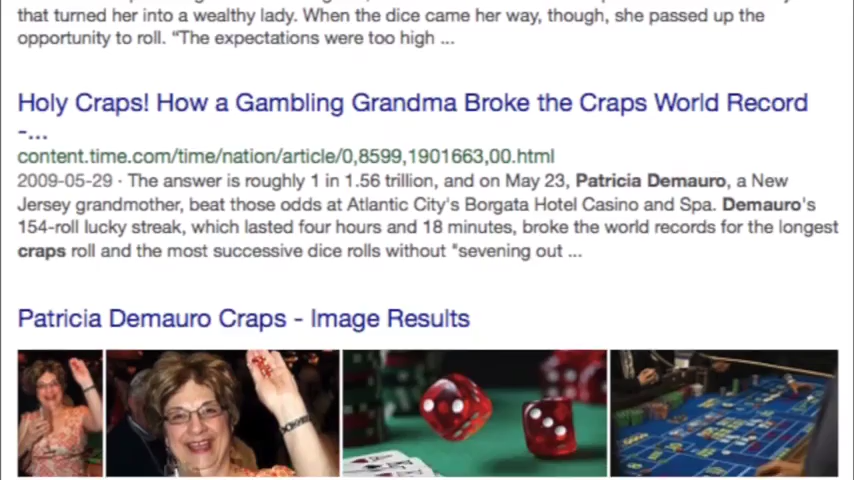 that turned her into a wealthy lady. When the dice came her way, though, she passed up the
opportunity to roll. “The expectations were too high ...
Holy Craps! How a Gambling Grandma Broke the Craps World Record
-...
content.time.com/time/nation/article/0,8599,1901663,00.html
2009-05-29 · The answer is roughly 1 in 1.56 trillion, and on May 23, Patricia Demauro, a New
Jersey grandmother, beat those odds at Atlantic City's Borgata Hotel Casino and Spa. Demauro's
154-roll lucky streak, which lasted four hours and 18 minutes, broke the world records for the longest
craps roll and the most successive dice rolls without "sevening out ...
Patricia Demauro Craps - Image Results